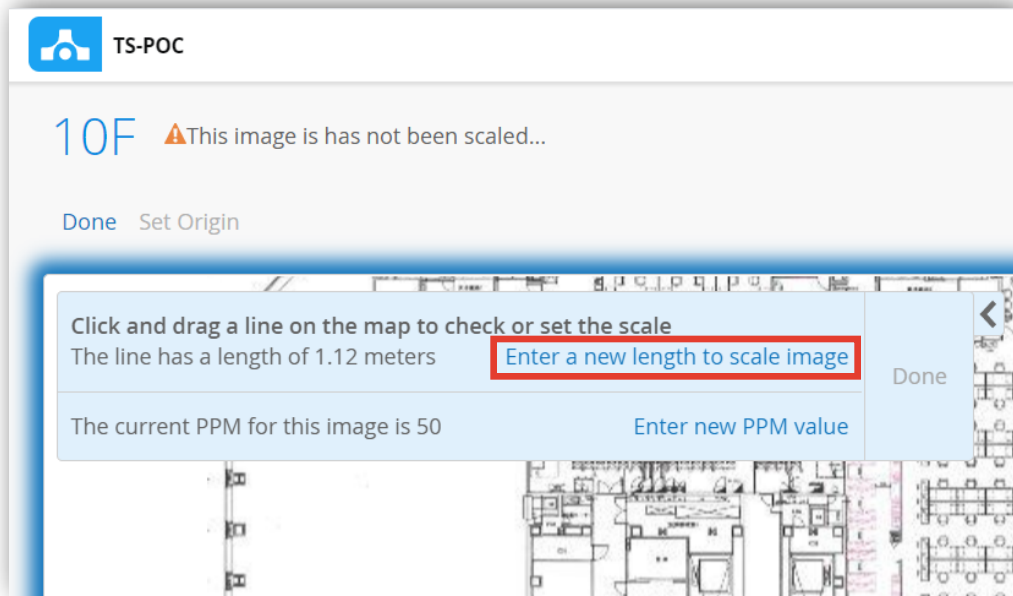 TS-POC
10F
This image is has not been scaled...
Done Set Origin
Click and drag a line on the map to check or set the scale
The line has a length of 1.12 meters Enter a new length to scale image
Done
The current PPM for this image is 50 Enter new PPM value